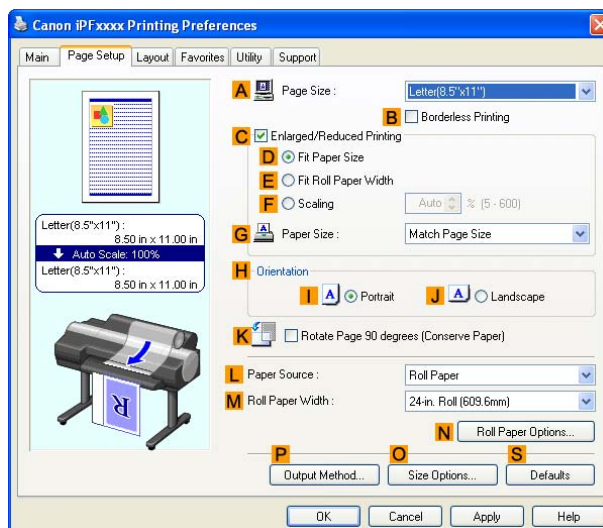 Canon iPFxxxx Printing Preferences
Main Page Setup Layout Favorites Utility Support
A Page Size : Letter(8.5"x11")
B Borderless Printing
C Enlarged/Reduced Printing
D Fit Paper Size
E Fit Roll Paper Width
F Scaling Auto % (5 - 600)
Letter(8.5"x11") :
8.50 in x 11.00 in
Auto Scale: 100%
Letter(8.5"x11") :
8.50 in x 11.00 in
G A Paper Size : Match Page Size
H Orientation
I A Portrait J A Landscape
K Rotate Page 90 degrees (Conserve Paper)
R
L Paper Source : Roll Paper
M Roll Paper Width : 24-in. Roll (609.6mm)
N Roll Paper Options...
P O S
Output Method... Size Options... Defaults
OK Cancel Apply Help